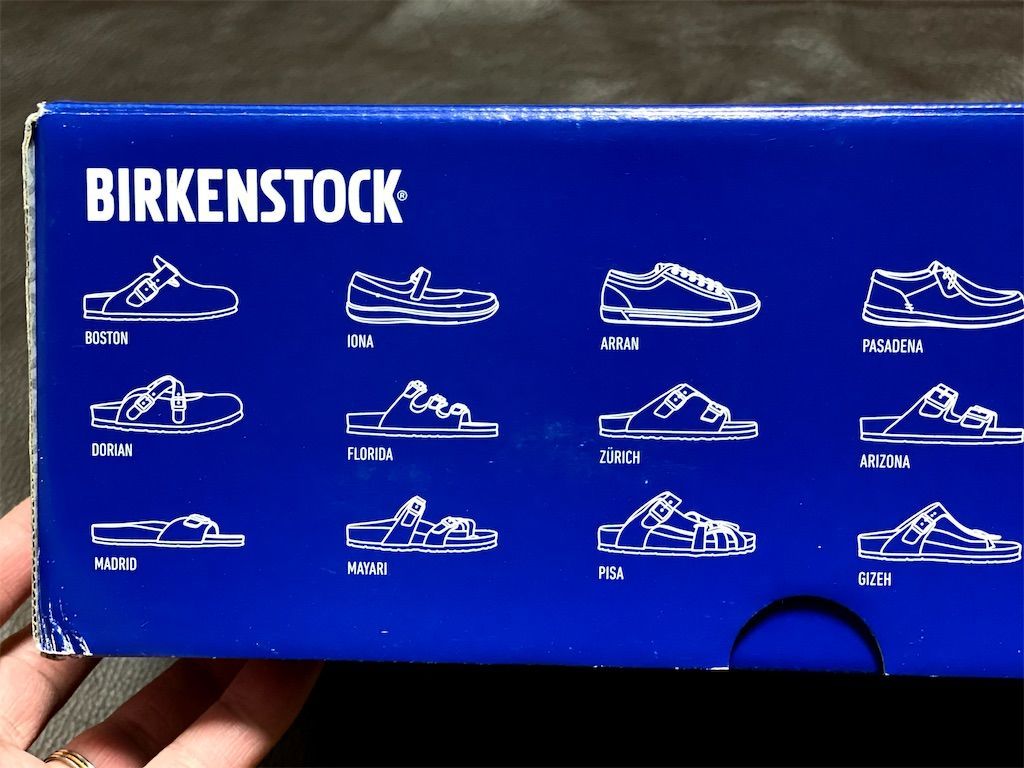 BIRKENSTOCK®
BOSTON
IONA
ARRAN
PASADENA
DORIAN
FLORIDA
ZÜRICH
ARIZONA
MADRID
MAYARI
PISA
GIZEH